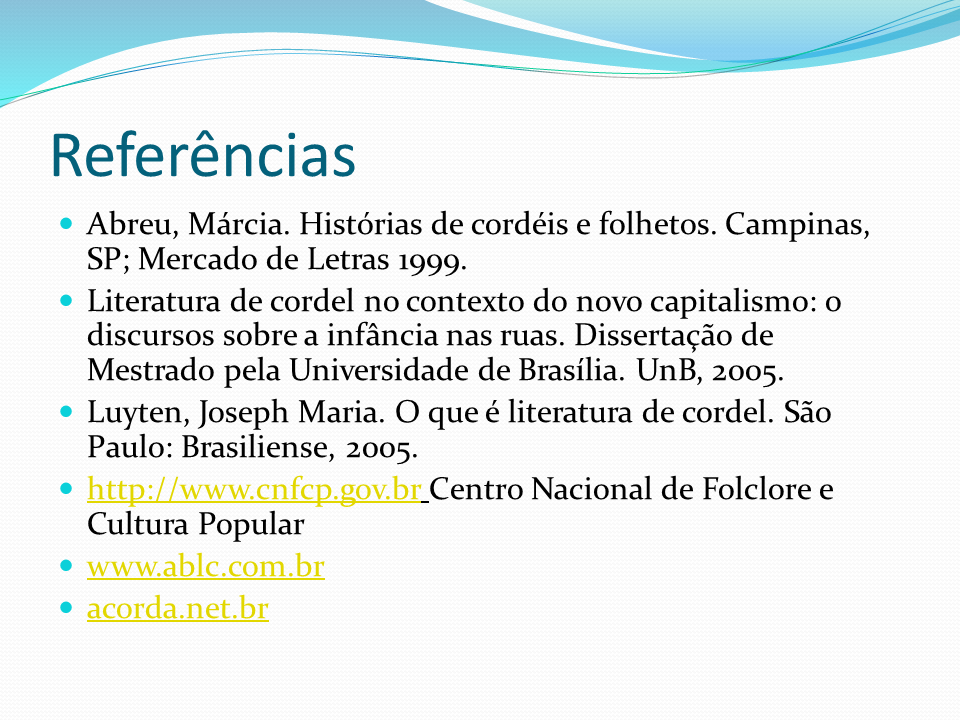 Referências
Abreu, Márcia. Histórias de cordéis e folhetos. Campinas,
SP; Mercado de Letras 1999.
Literatura de cordel no contexto do novo capitalismo: o
discursos sobre a infância nas ruas. Dissertação de
Mestrado pela Universidade de Brasília. UnB, 2005.
Luyten, Joseph Maria. O que é literatura de cordel. São
Paulo: Brasiliense, 2005.
http://www.cnfcp.gov.br Centro Nacional de Folclore e
Cultura Popular
www.ablc.com.br
acorda.net.br